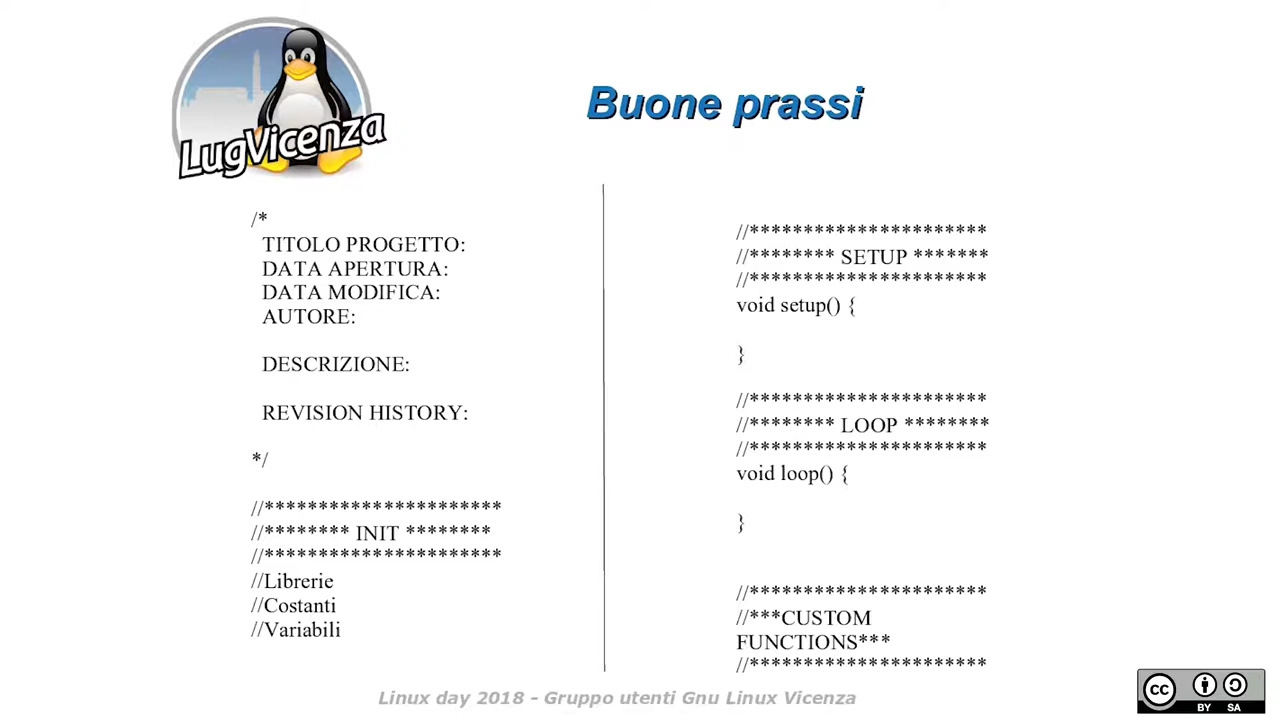 LugVicenza
Buone prassi
/*
TITOLO PROGETTO:
DATA APERTURA:
DATA MODIFICA:
AUTORE:
DESCRIZIONE:
REVISION HISTORY:
*/
//**********************
//******** INIT ********
//**********************
//Librerie
//Costanti
//Variabili
//**********************
//******** SETUP *******
//**********************
void setup() {
}
//**********************
//******** LOOP ********
//**********************
void loop() {
}
//**********************
//***CUSTOM
FUNCTIONS***
//**********************
Linux day 2018 - Gruppo utenti Gnu Linux Vicenza
cc
BY SA